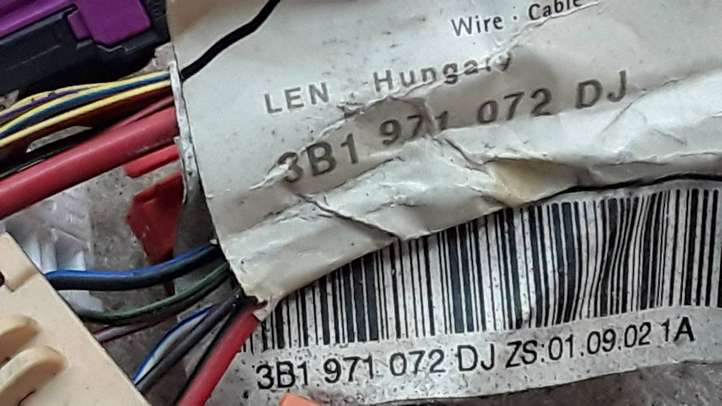 Wire · Cable
LEN Hungary
3B1 971 072 DJ
3B1 971 072 DJ ZS:01.09.02 1A